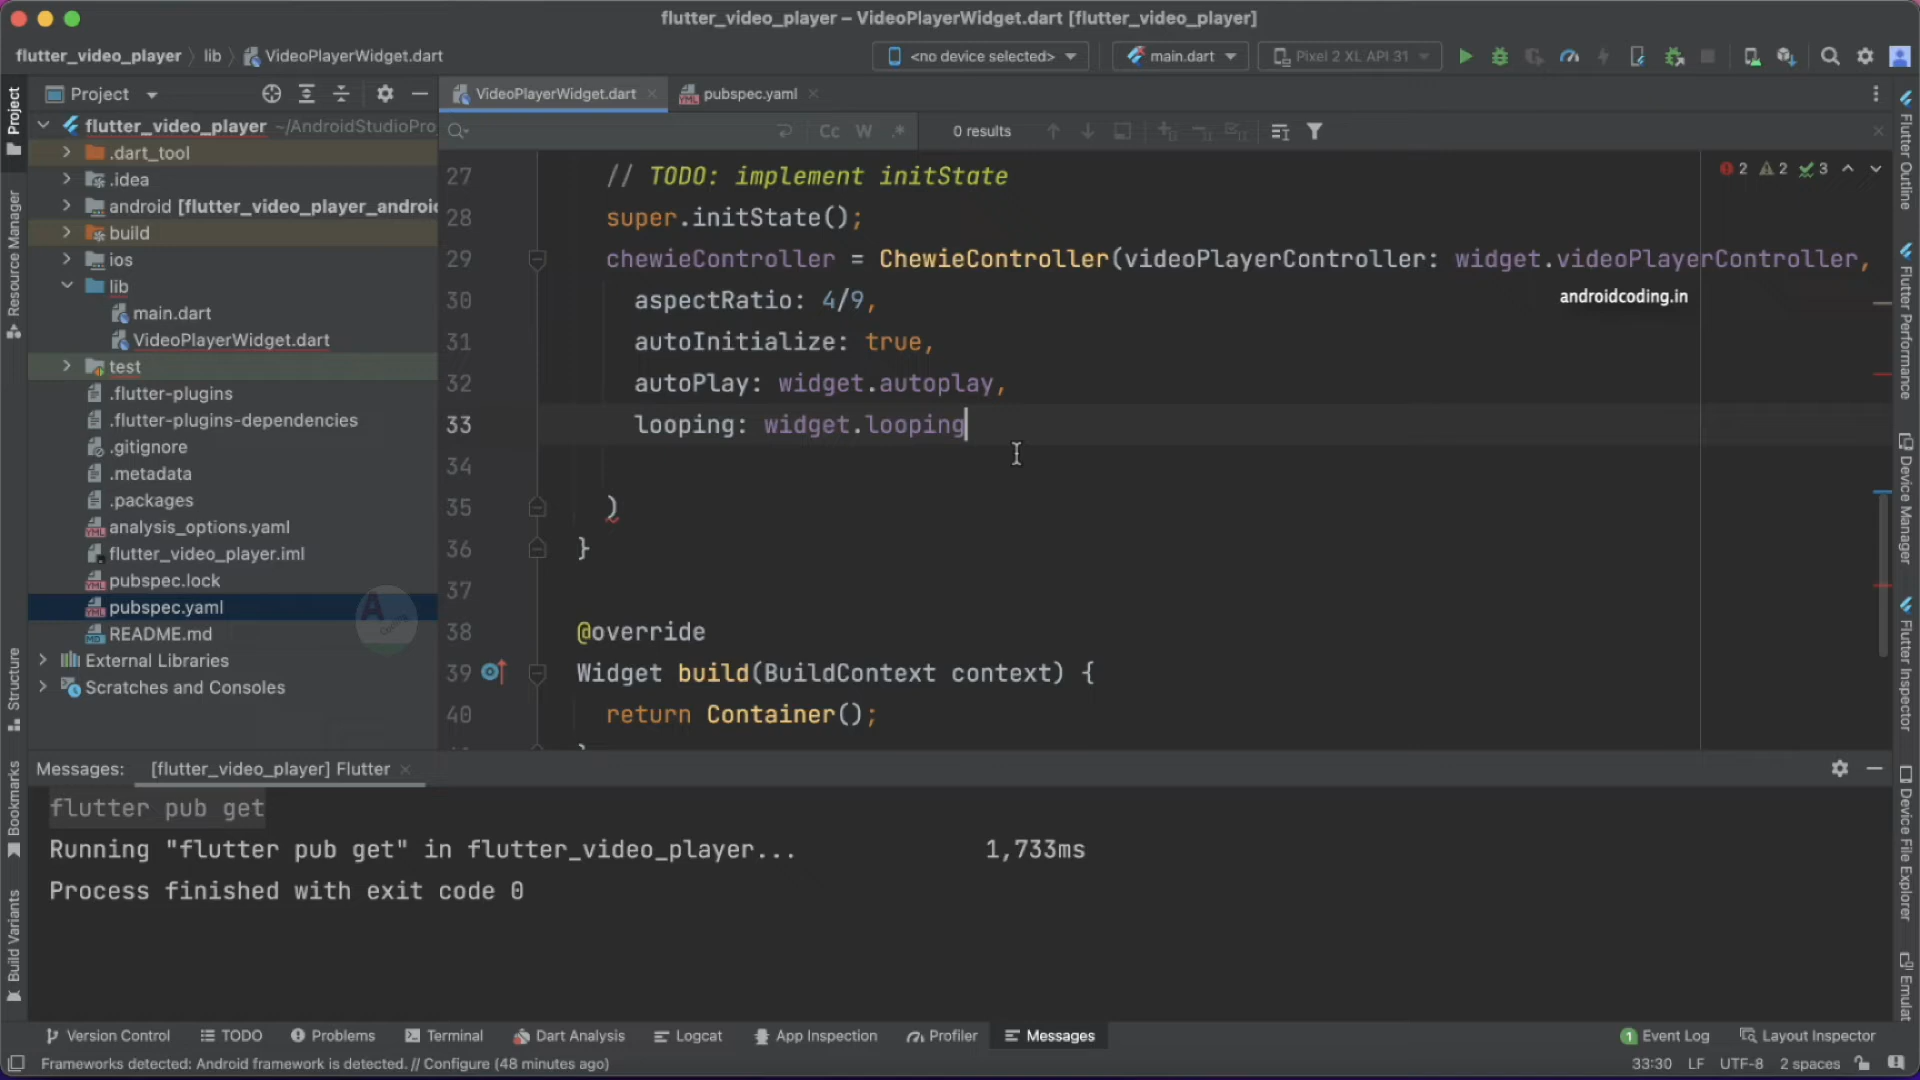 flutter_video_player – VideoPlayerWidget.dart [flutter_video_player]
flutter_video_player lib VideoPlayerWidget.dart
<no device selected> main.dart Pixel 2 XL API 31
Project
VideoPlayerWidget.dart pubspec.yaml
Cc W .* 0 results
flutter_video_player ~/AndroidStudioPro
.dart_tool
.idea
android [flutter_video_player_androi
build
ios
lib
main.dart
VideoPlayerWidget.dart
test
.flutter-plugins
.flutter-plugins-dependencies
.gitignore
.metadata
.packages
analysis_options.yaml
flutter_video_player.iml
pubspec.lock
pubspec.yaml
README.md
External Libraries
Scratches and Consoles
Project
Resource Manager
Structure
Bookmarks
Build Variants
2 2 3
27 // TODO: implement initState
28 super.initState();
29 chewieController = ChewieController(videoPlayerController: widget.videoPlayerController,
androidcoding.in
30 aspectRatio: 4/9,
31 autoInitialize: true,
32 autoPlay: widget.autoplay,
33 looping: widget.looping
34
35 )
36 }
37
38 @override
39 Widget build(BuildContext context) {
40 return Container();
Flutter Outline
Flutter Performance
Device Manager
Flutter Inspector
Device File Explorer
Emulat
Messages: [flutter_video_player] Flutter
flutter pub get
Running "flutter pub get" in flutter_video_player... 1,733ms
Process finished with exit code 0
Version Control TODO Problems Terminal Dart Analysis Logcat App Inspection Profiler Messages 1 Event Log Layout Inspector
Frameworks detected: Android framework is detected. // Configure (48 minutes ago) 33:30 LF UTF-8 2 spaces